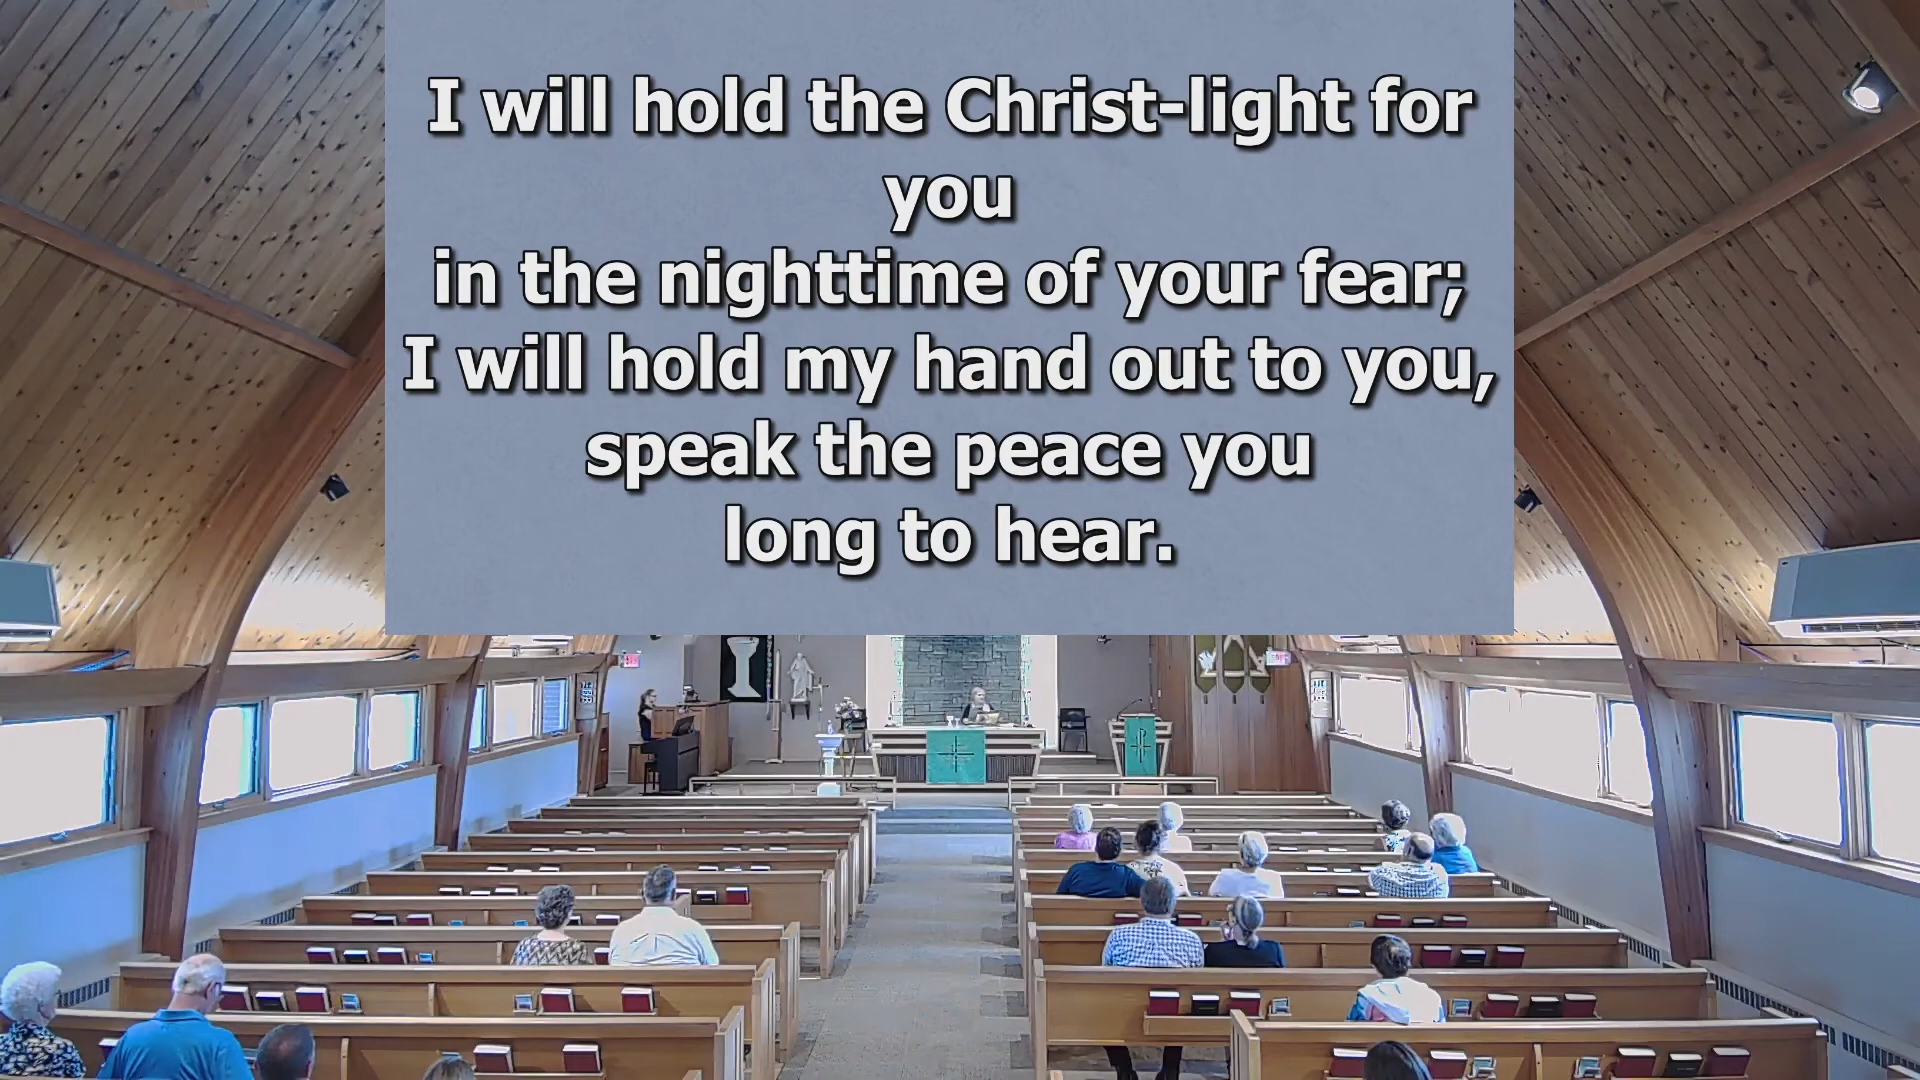 I will hold the Christ-light for
you
in the nighttime of your fear;
I will hold my hand out to you,
speak the peace you
long to hear.